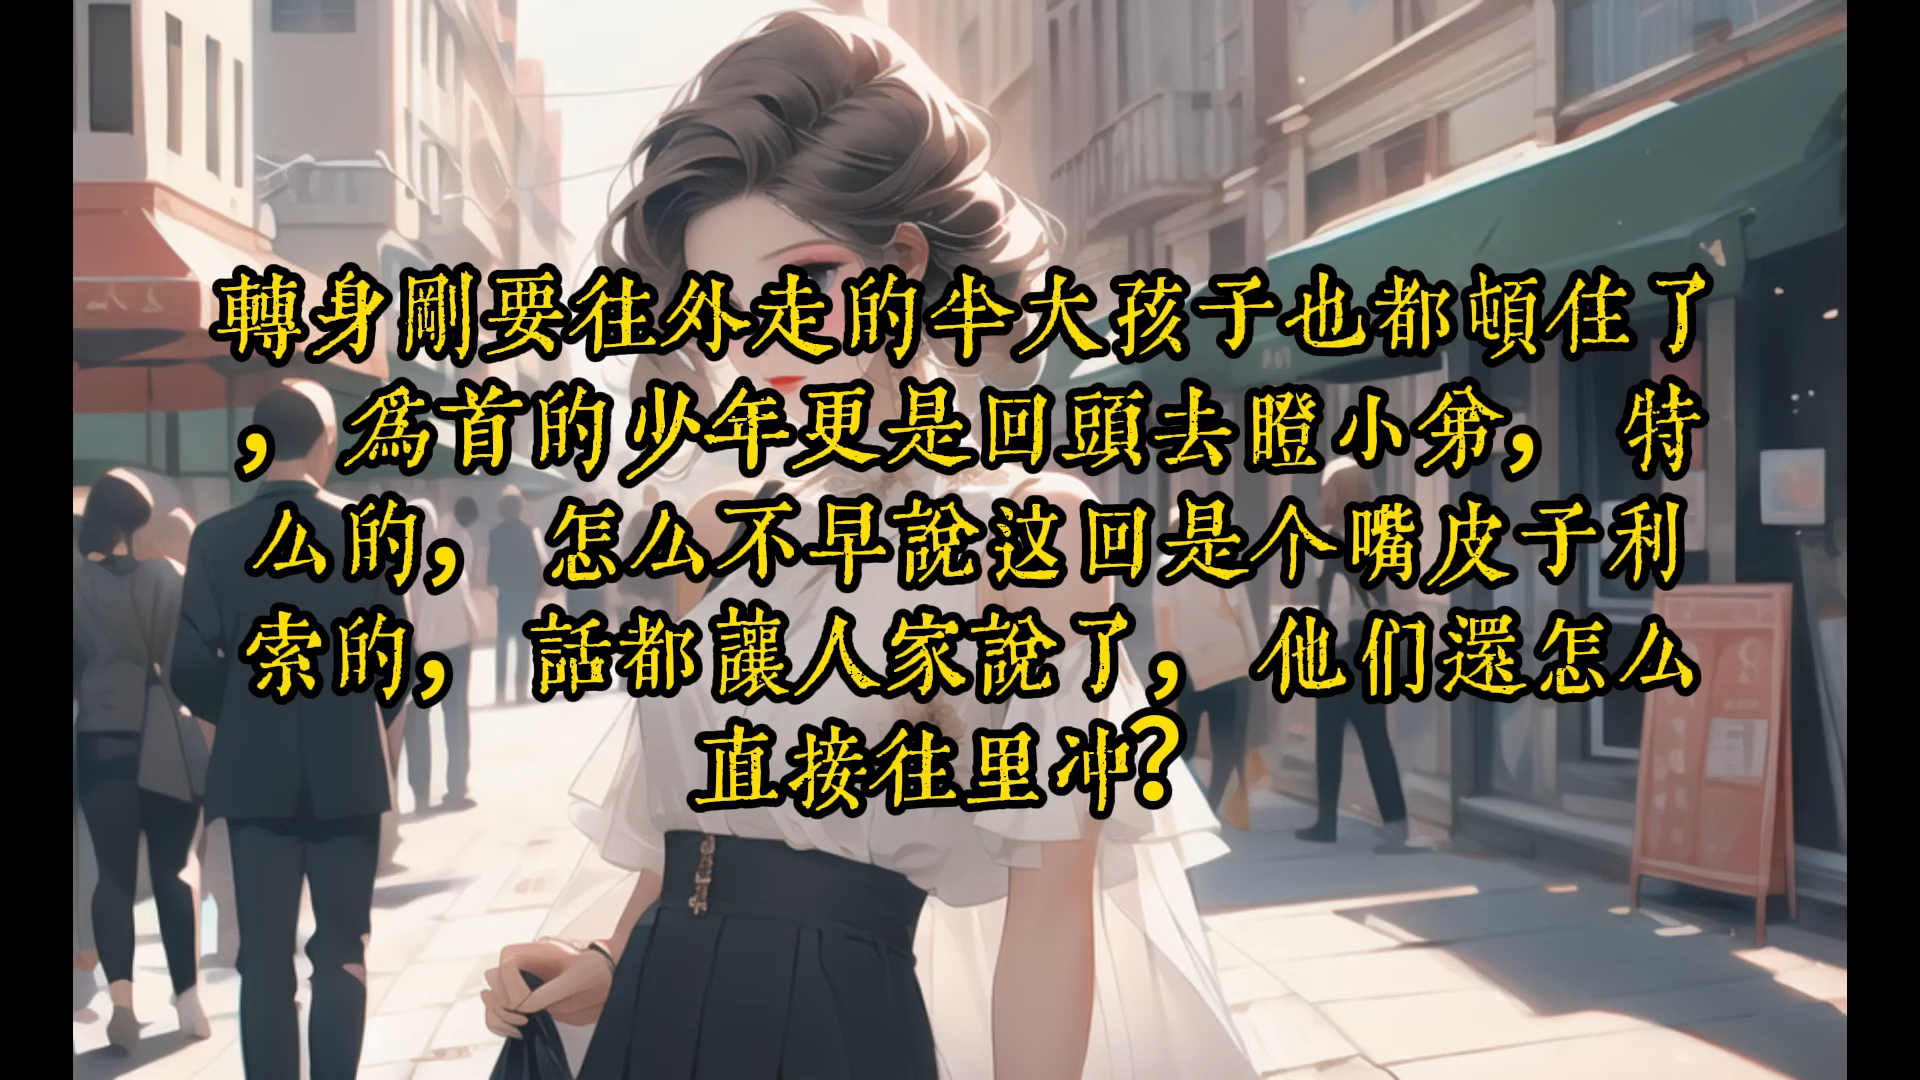 轉身剛要往外走的半大孩子也都頓住了
，為首的少年更是回頭去瞪小弟，特
么的，怎么不早說这回是个嘴皮子利
索的，話都讓人家說了，他们還怎么
直接往里冲？